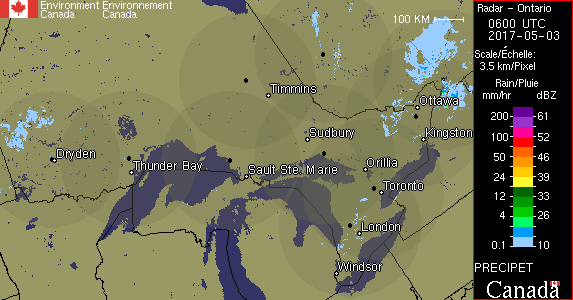 Environment Environnement
Canada Canada
100 KM
Timmins
Ottawa
Sudbury
Kingston
Dryden
Thunder Bay
Sault Ste. Marie
Orillia
Toronto
London
Windsor
Radar - Ontario
0600 UTC
2017-05-03
Scale/Échelle:
3.5 km/Pixel
Rain/Pluie
mm/hr dBZ
200 61
100 52
50 46
24 39
12 33
4 26
0.1 10
PRECIPET
Canada